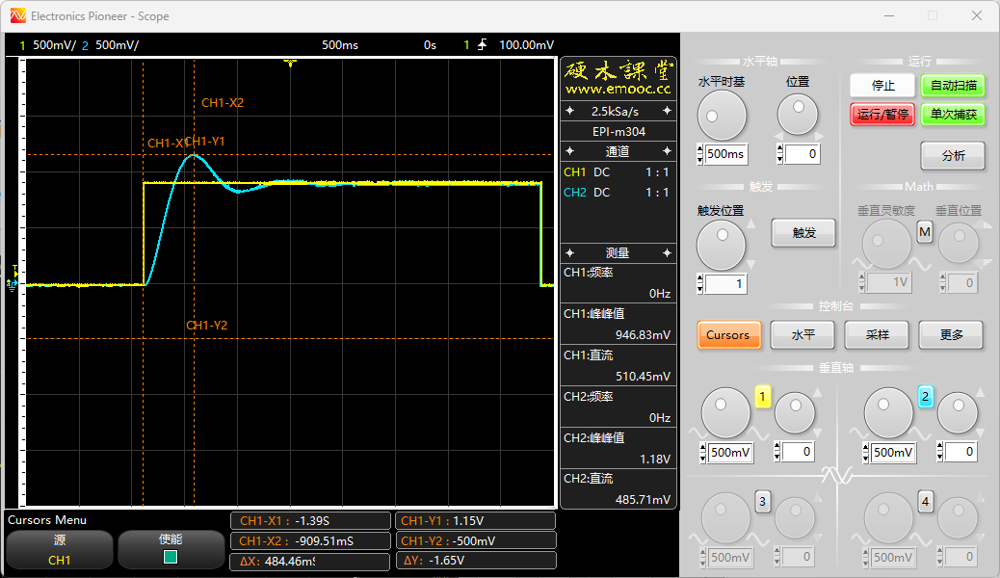 Electronics Pioneer - Scope
1 500mV/ 2 500mV/ 500ms 0s 1 100.00mV
CH1-X2
CH1-X1
CH1-Y1
CH1-Y2
T
硬木課堂
www.emooc.cc
2.5kSa/s
EPI-m304
通道
CH1 DC 1 : 1
CH2 DC 1 : 1
测量
CH1:频率
0Hz
CH1:峰峰值
946.83mV
CH1:直流
510.45mV
CH2:频率
0Hz
CH2:峰峰值
1.18V
CH2:直流
485.71mV
Cursors Menu
源
CH1
使能
CH1-X1 : -1.39S
CH1-X2 : -909.51mS
ΔX: 484.46mS
CH1-Y1 : 1.15V
CH1-Y2 : -500mV
ΔY: -1.65V
水平轴
水平时基 位置
500ms 0
运行
停止 自动扫描
运行/暂停 单次捕获
分析
触发
触发位置
触发
1
Math
垂直灵敏度 垂直位置
M
1V 0
控制台
Cursors 水平 采样 更多
垂直轴
1 2
500mV 0 500mV 0
3 4
500mV 0 500mV 0